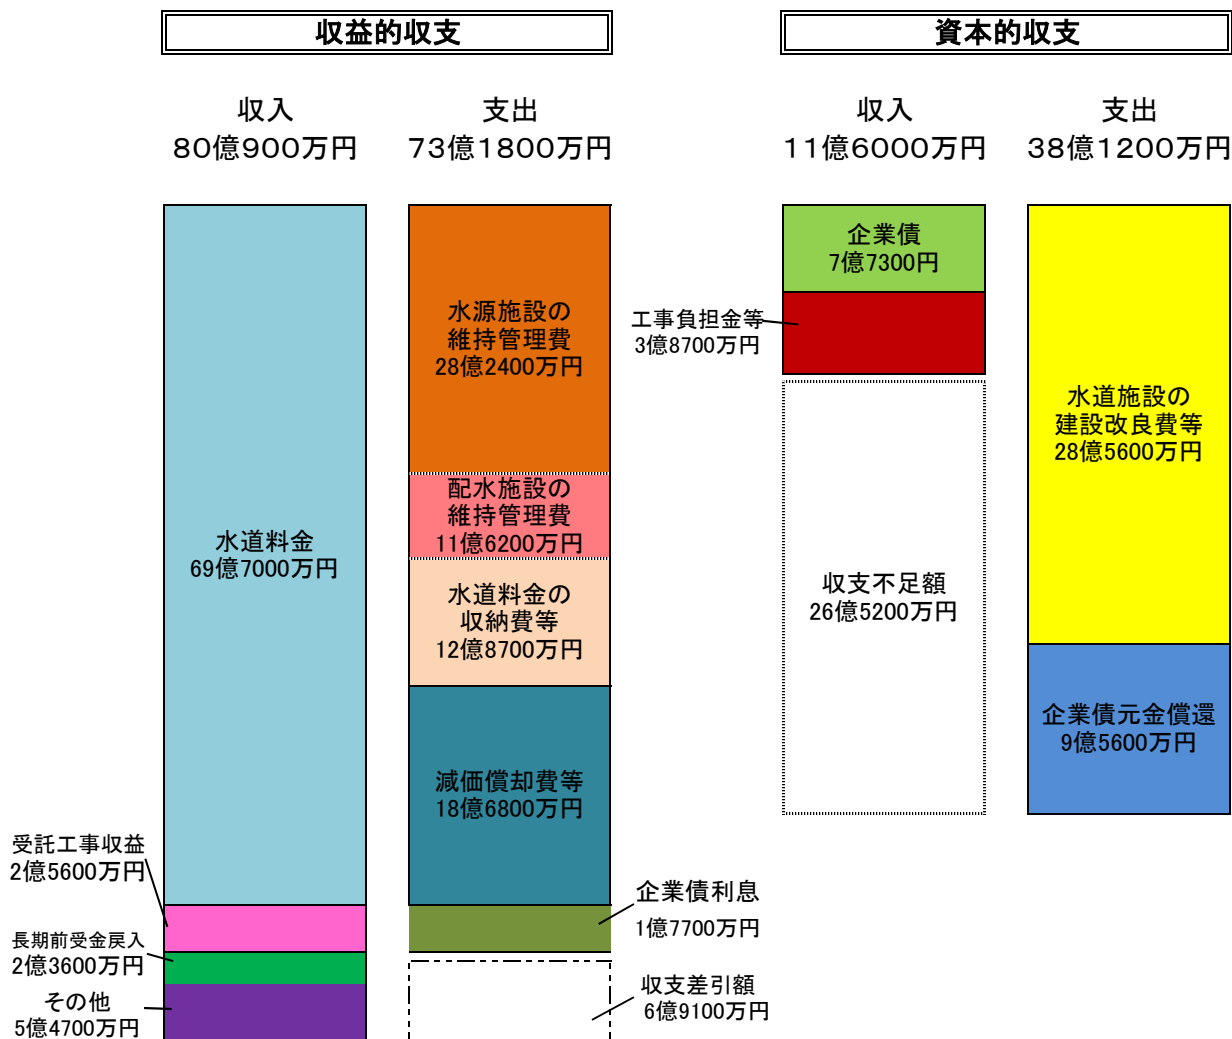 収益的収支
資本的収支
収入
80億900万円
支出
73億1800万円
収入
11億6000万円
支出
38億1200万円
水道料金
69億7000万円
受託工事収益
2億5600万円
長期前受金戻入
2億3600万円
その他
5億4700万円
水源施設の
維持管理費
28億2400万円
配水施設の
維持管理費
11億6200万円
水道料金の
収納費等
12億8700万円
減価償却費等
18億6800万円
企業債利息
1億7700万円
収支差引額
6億9100万円
企業債
7億7300円
工事負担金等
3億8700万円
収支不足額
26億5200万円
水道施設の
建設改良費等
28億5600万円
企業債元金償還
9億5600万円